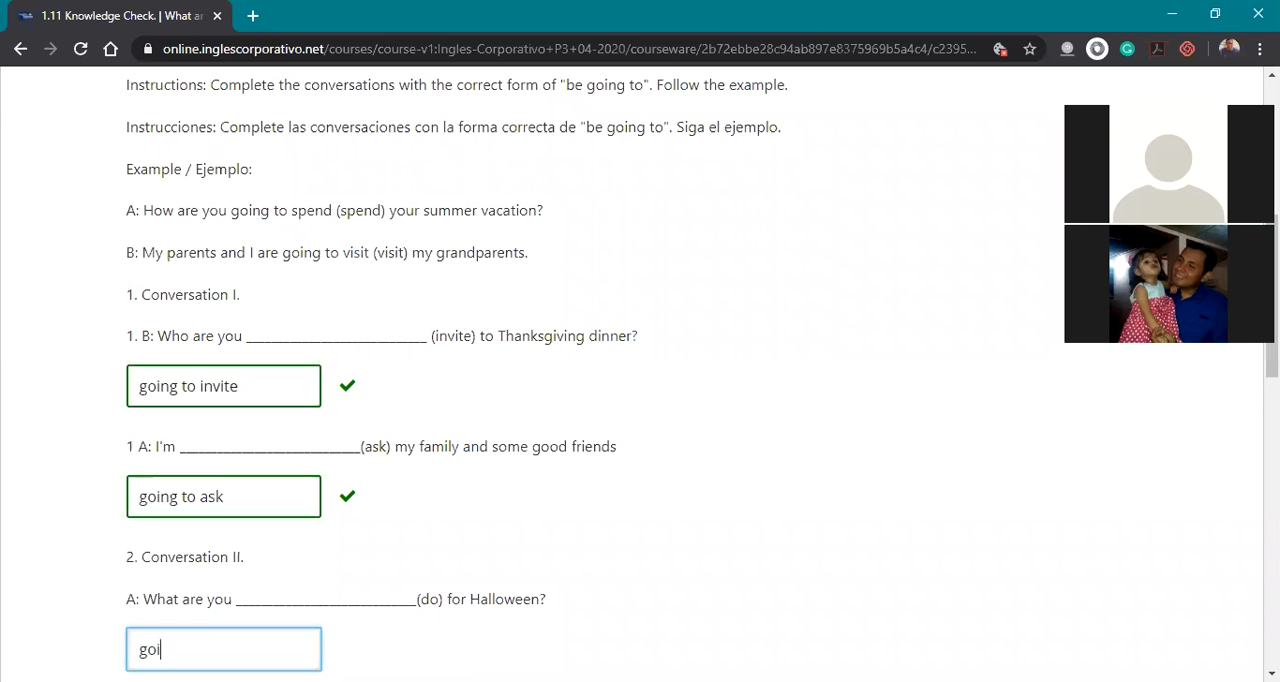 1.11 Knowledge Check. | What ar
online.inglescorporativo.net/courses/course-v1:Ingles-Corporativo+P3+04-2020/courseware/2b72ebbe28c94ab897e8375969b5a4c4/c2395...
Instructions: Complete the conversations with the correct form of "be going to". Follow the example.
Instrucciones: Complete las conversaciones con la forma correcta de "be going to". Siga el ejemplo.
Example / Ejemplo:
A: How are you going to spend (spend) your summer vacation?
B: My parents and I are going to visit (visit) my grandparents.
1. Conversation I.
1. B: Who are you _________________________ (invite) to Thanksgiving dinner?
going to invite
1 A: I'm _________________________(ask) my family and some good friends
going to ask
2. Conversation II.
A: What are you _________________________(do) for Halloween?
goi